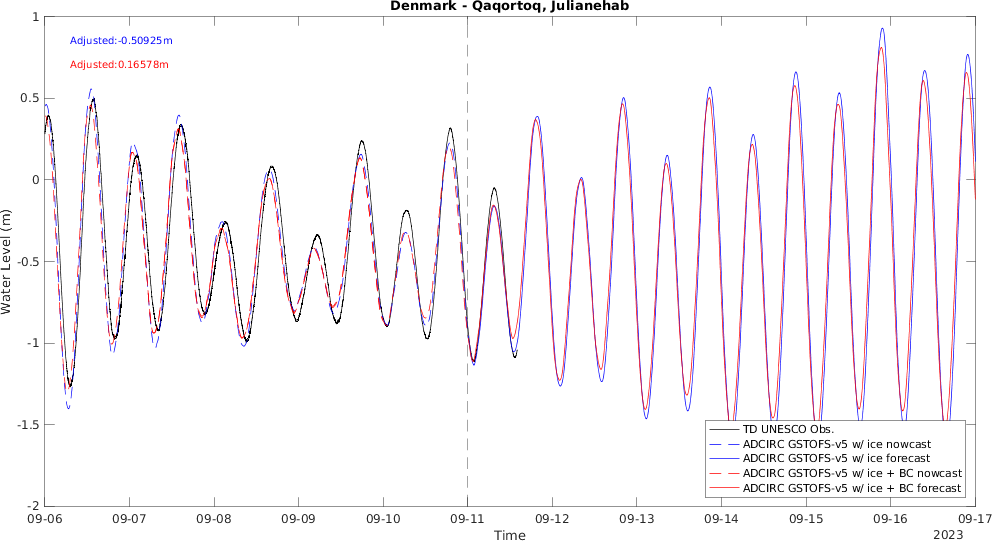 Denmark - Qaqortoq, Julianehab
Adjusted:-0.50925m
Adjusted:0.16578m
Water Level (m)
1
0.5
0
-0.5
-1
-1.5
-2
TD UNESCO Obs.
ADCIRC GSTOFS-v5 w/ ice nowcast
ADCIRC GSTOFS-v5 w/ ice forecast
ADCIRC GSTOFS-v5 w/ ice + BC nowcast
ADCIRC GSTOFS-v5 w/ ice + BC forecast
09-06 09-07 09-08 09-09 09-10 09-11 09-12 09-13 09-14 09-15 09-16 09-17
Time
2023